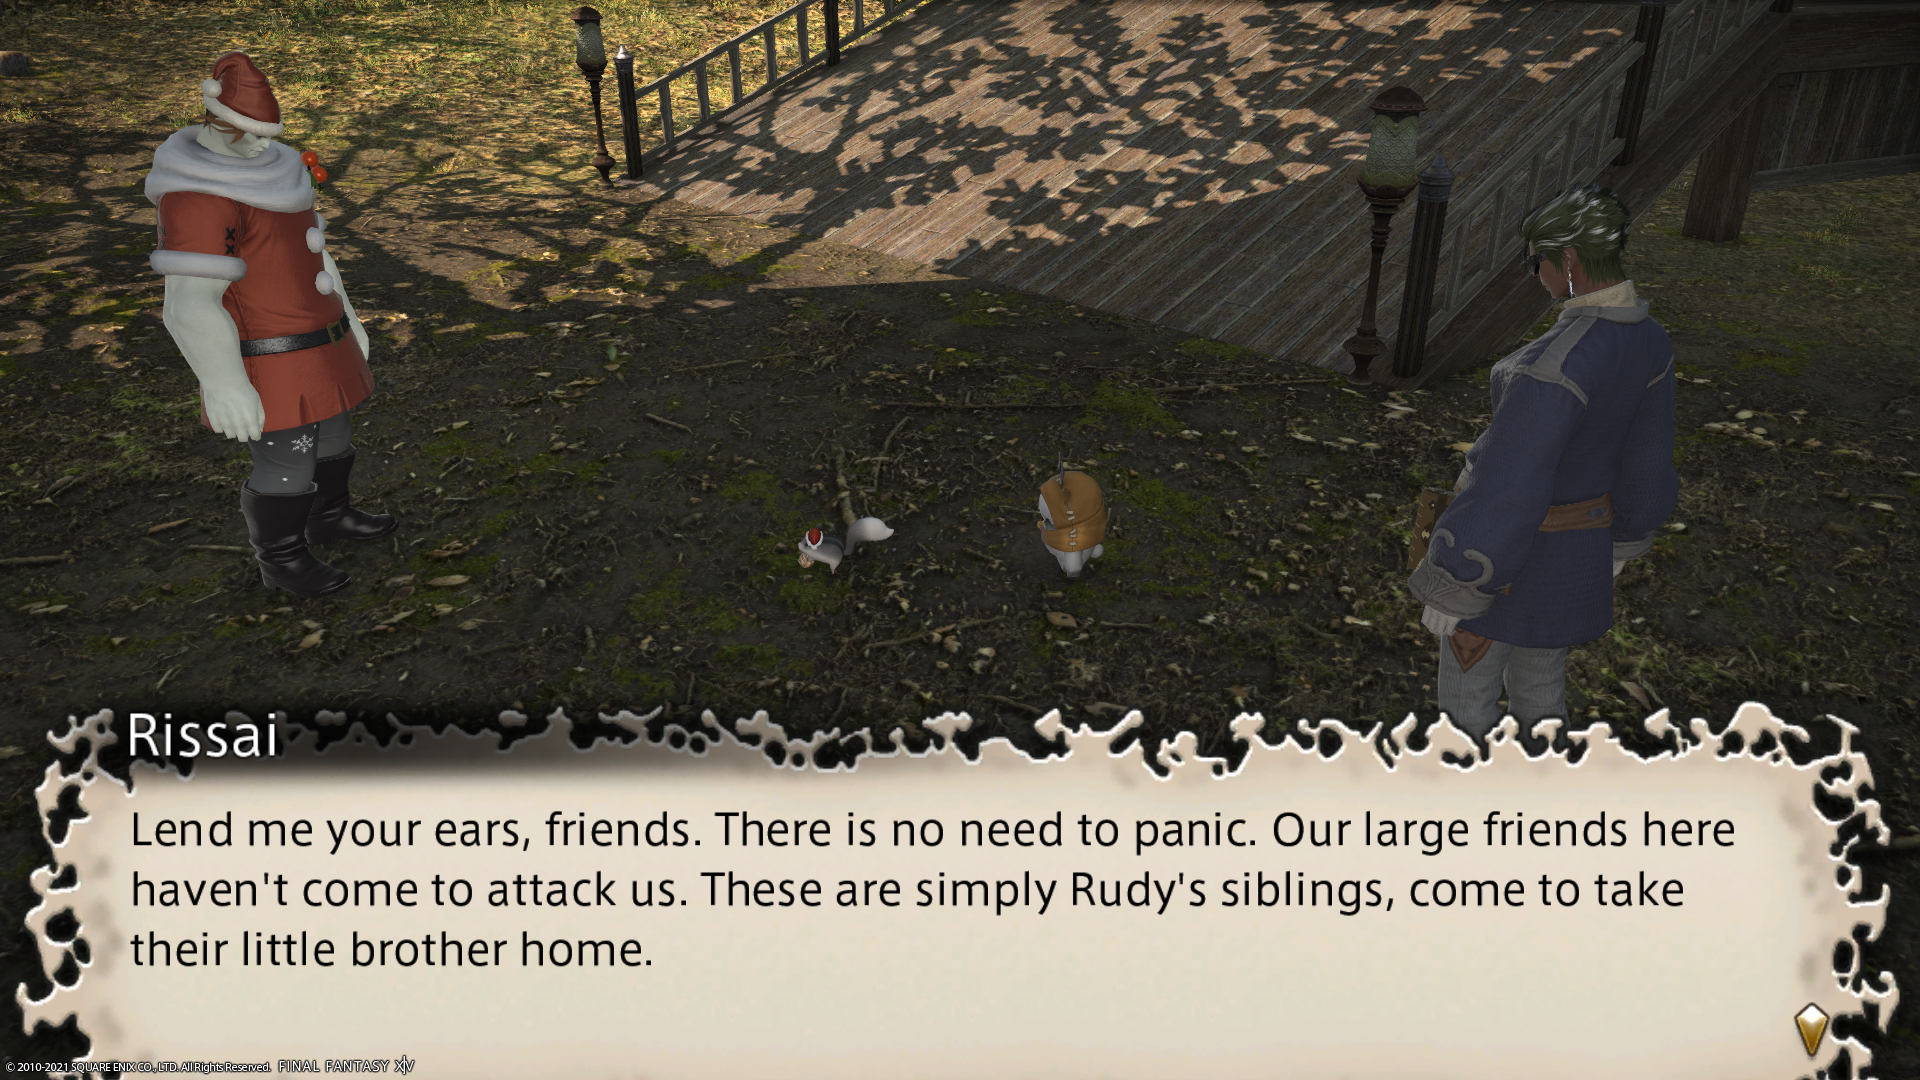 Rissai
Lend me your ears, friends. There is no need to panic. Our large friends here
haven't come to attack us. These are simply Rudy's siblings, come to take
their little brother home.
© 2010-2021 SQUARE ENIX CO., LTD. All Rights Reserved. FINAL FANTASY XIV